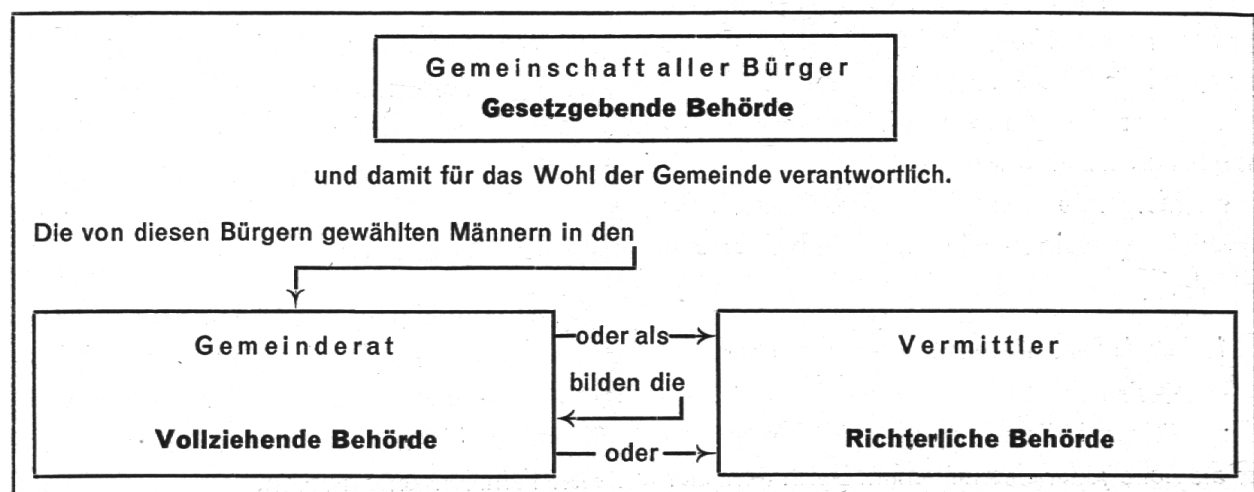 Gemeinschaft aller Bürger
Gesetzgebende Behörde
und damit für das Wohl der Gemeinde verantwortlich.
Die von diesen Bürgern gewählten Männern in den
Gemeinderat
oder als
Vermittler
bilden die
Vollziehende Behörde
oder
Richterliche Behörde